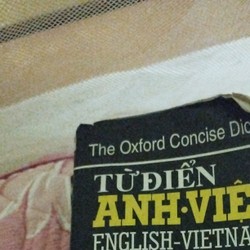 The Oxford Concise Dic
TỪ ĐIỂN
ANH·VIỆ
ENGLISH-VIETNA